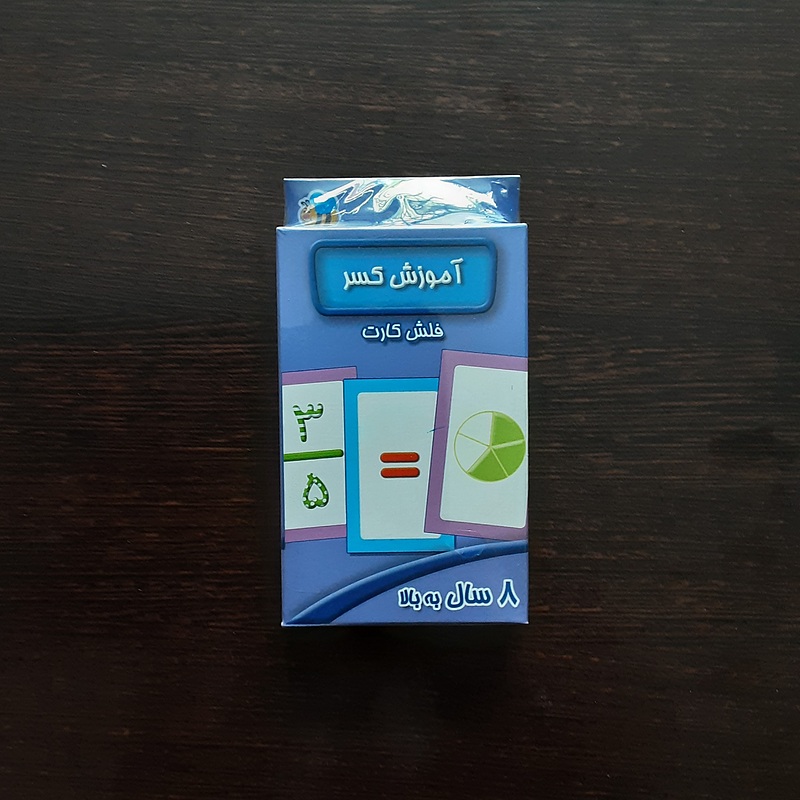 آموزش کسر
فلش کارت
۳
=
۵
۸ سال به بالا